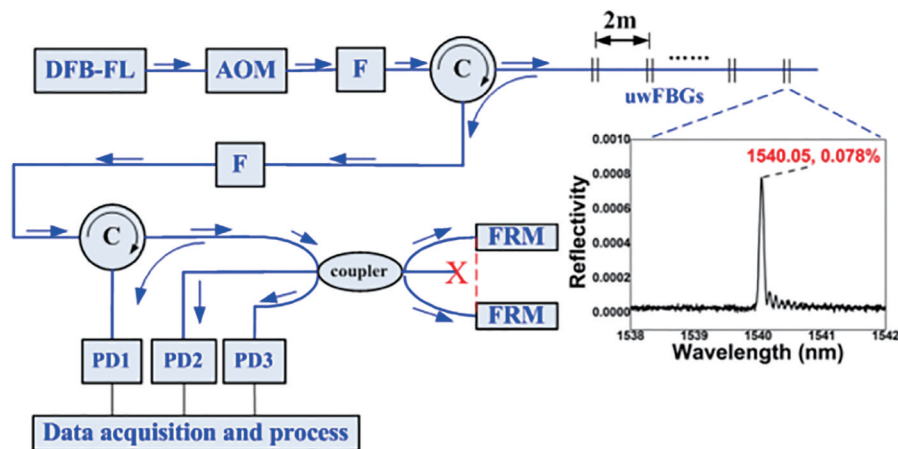 2m
DFB-FL
AOM
F
C
......
uwFBGs
F
0.0010
0.0008
0.0006
0.0004
0.0002
0.0000
Reflectivity
1540.05, 0.078%
1538
1539
1540
1541
1542
Wavelength (nm)
C
coupler
X
FRM
FRM
PD1
PD2
PD3
Data acquisition and process